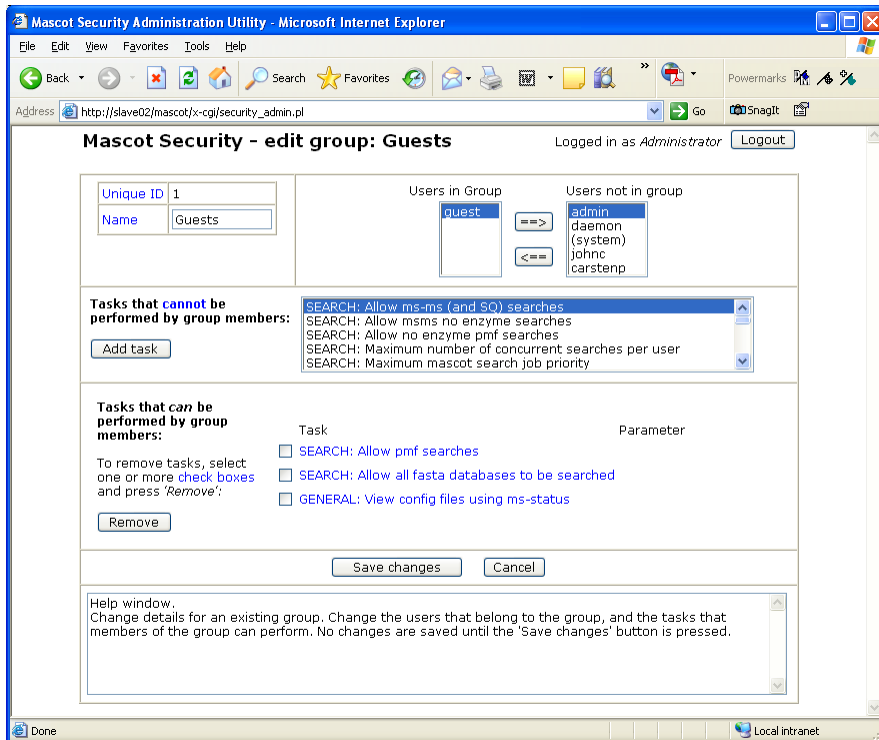 Mascot Security Administration Utility - Microsoft Internet Explorer
File Edit View Favorites Tools Help
Back Search Favorites » Powermarks
Address http://slave02/mascot/x-cgi/security_admin.pl Go SnagIt
Mascot Security - edit group: Guests Logged in as Administrator Logout
Unique ID 1
Name Guests
Users in Group Users not in group
guest
==>
<==
admin
daemon
(system)
johnc
carstenp
Tasks that cannot be
performed by group members:
Add task
SEARCH: Allow ms-ms (and SQ) searches
SEARCH: Allow msms no enzyme searches
SEARCH: Allow no enzyme pmf searches
SEARCH: Maximum number of concurrent searches per user
SEARCH: Maximum mascot search job priority
Tasks that can be
performed by group
members:
To remove tasks, select
one or more check boxes
and press 'Remove':
Remove
Task Parameter
SEARCH: Allow pmf searches
SEARCH: Allow all fasta databases to be searched
GENERAL: View config files using ms-status
Save changes Cancel
Help window.
Change details for an existing group. Change the users that belong to the group, and the tasks that
members of the group can perform. No changes are saved until the 'Save changes' button is pressed.
Done Local intranet